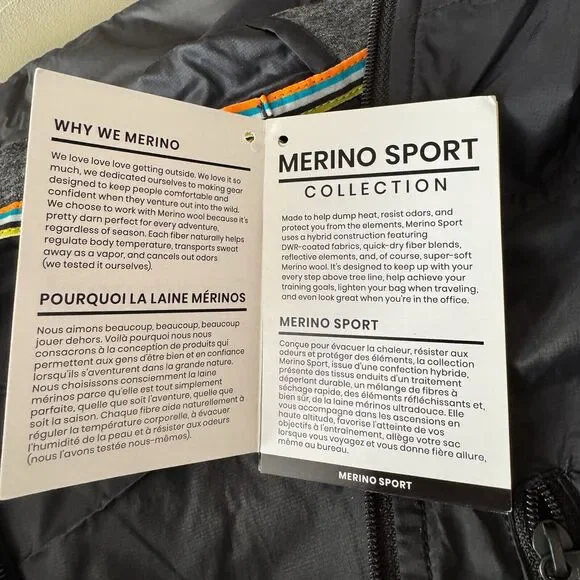 WHY WE MERINO
We love love love getting outside. We love it so
much, we dedicated ourselves to making gear
designed to keep people comfortable and
confident when they venture out into the wild.
We choose to work with Merino wool because it's
pretty darn perfect for every adventure,
regardless of season. Each fiber naturally helps
regulate body temperature, transports sweat
away as a vapor, and cancels out odors
(we tested it ourselves).
POURQUOI LA LAINE MÉRINOS
Nous aimons beaucoup, beaucoup, beaucoup
jouer dehors. Voilà pourquoi nous nous
consacrons à la conception de produits qui
permettent aux gens d'être bien et en confiance
lorsqu'ils s'aventurent dans la grande nature.
Nous choisissons consciemment la laine
mérinos parce qu'elle est tout simplement
parfaite, quelle que soit l'aventure, quelle que
soit la saison. Chaque fibre aide naturellement à
réguler la température corporelle, à évacuer
l'humidité de la peau et à résister aux odeurs
(nous l'avons testée nous-mêmes).
MERINO SPORT
COLLECTION
Made to help dump heat, resist odors, and
protect you from the elements, Merino Sport
uses a hybrid construction featuring
DWR-coated fabrics, quick-dry fiber blends,
reflective elements, and, of course, super-soft
Merino wool. It's designed to keep up with your
every step above tree line, help achieve your
training goals, lighten your bag when traveling,
and even look great when you're in the office.
MERINO SPORT
Conçue pour évacuer la chaleur, résister aux
odeurs et protéger des éléments, la collection
Merino Sport, issue d'une confection hybride,
présente des tissus enduits d'un traitement
déperlant durable, un mélange de fibres à
séchage rapide, des éléments réfléchissants et,
bien sûr, de la laine mérinos ultradouce. Elle
vous accompagne dans les ascensions en
haute altitude, favorise l'atteinte de vos
objectifs à l'entraînement, allège votre sac
lorsque vous voyagez et vous donne fière allure,
même au bureau.
MERINO SPORT